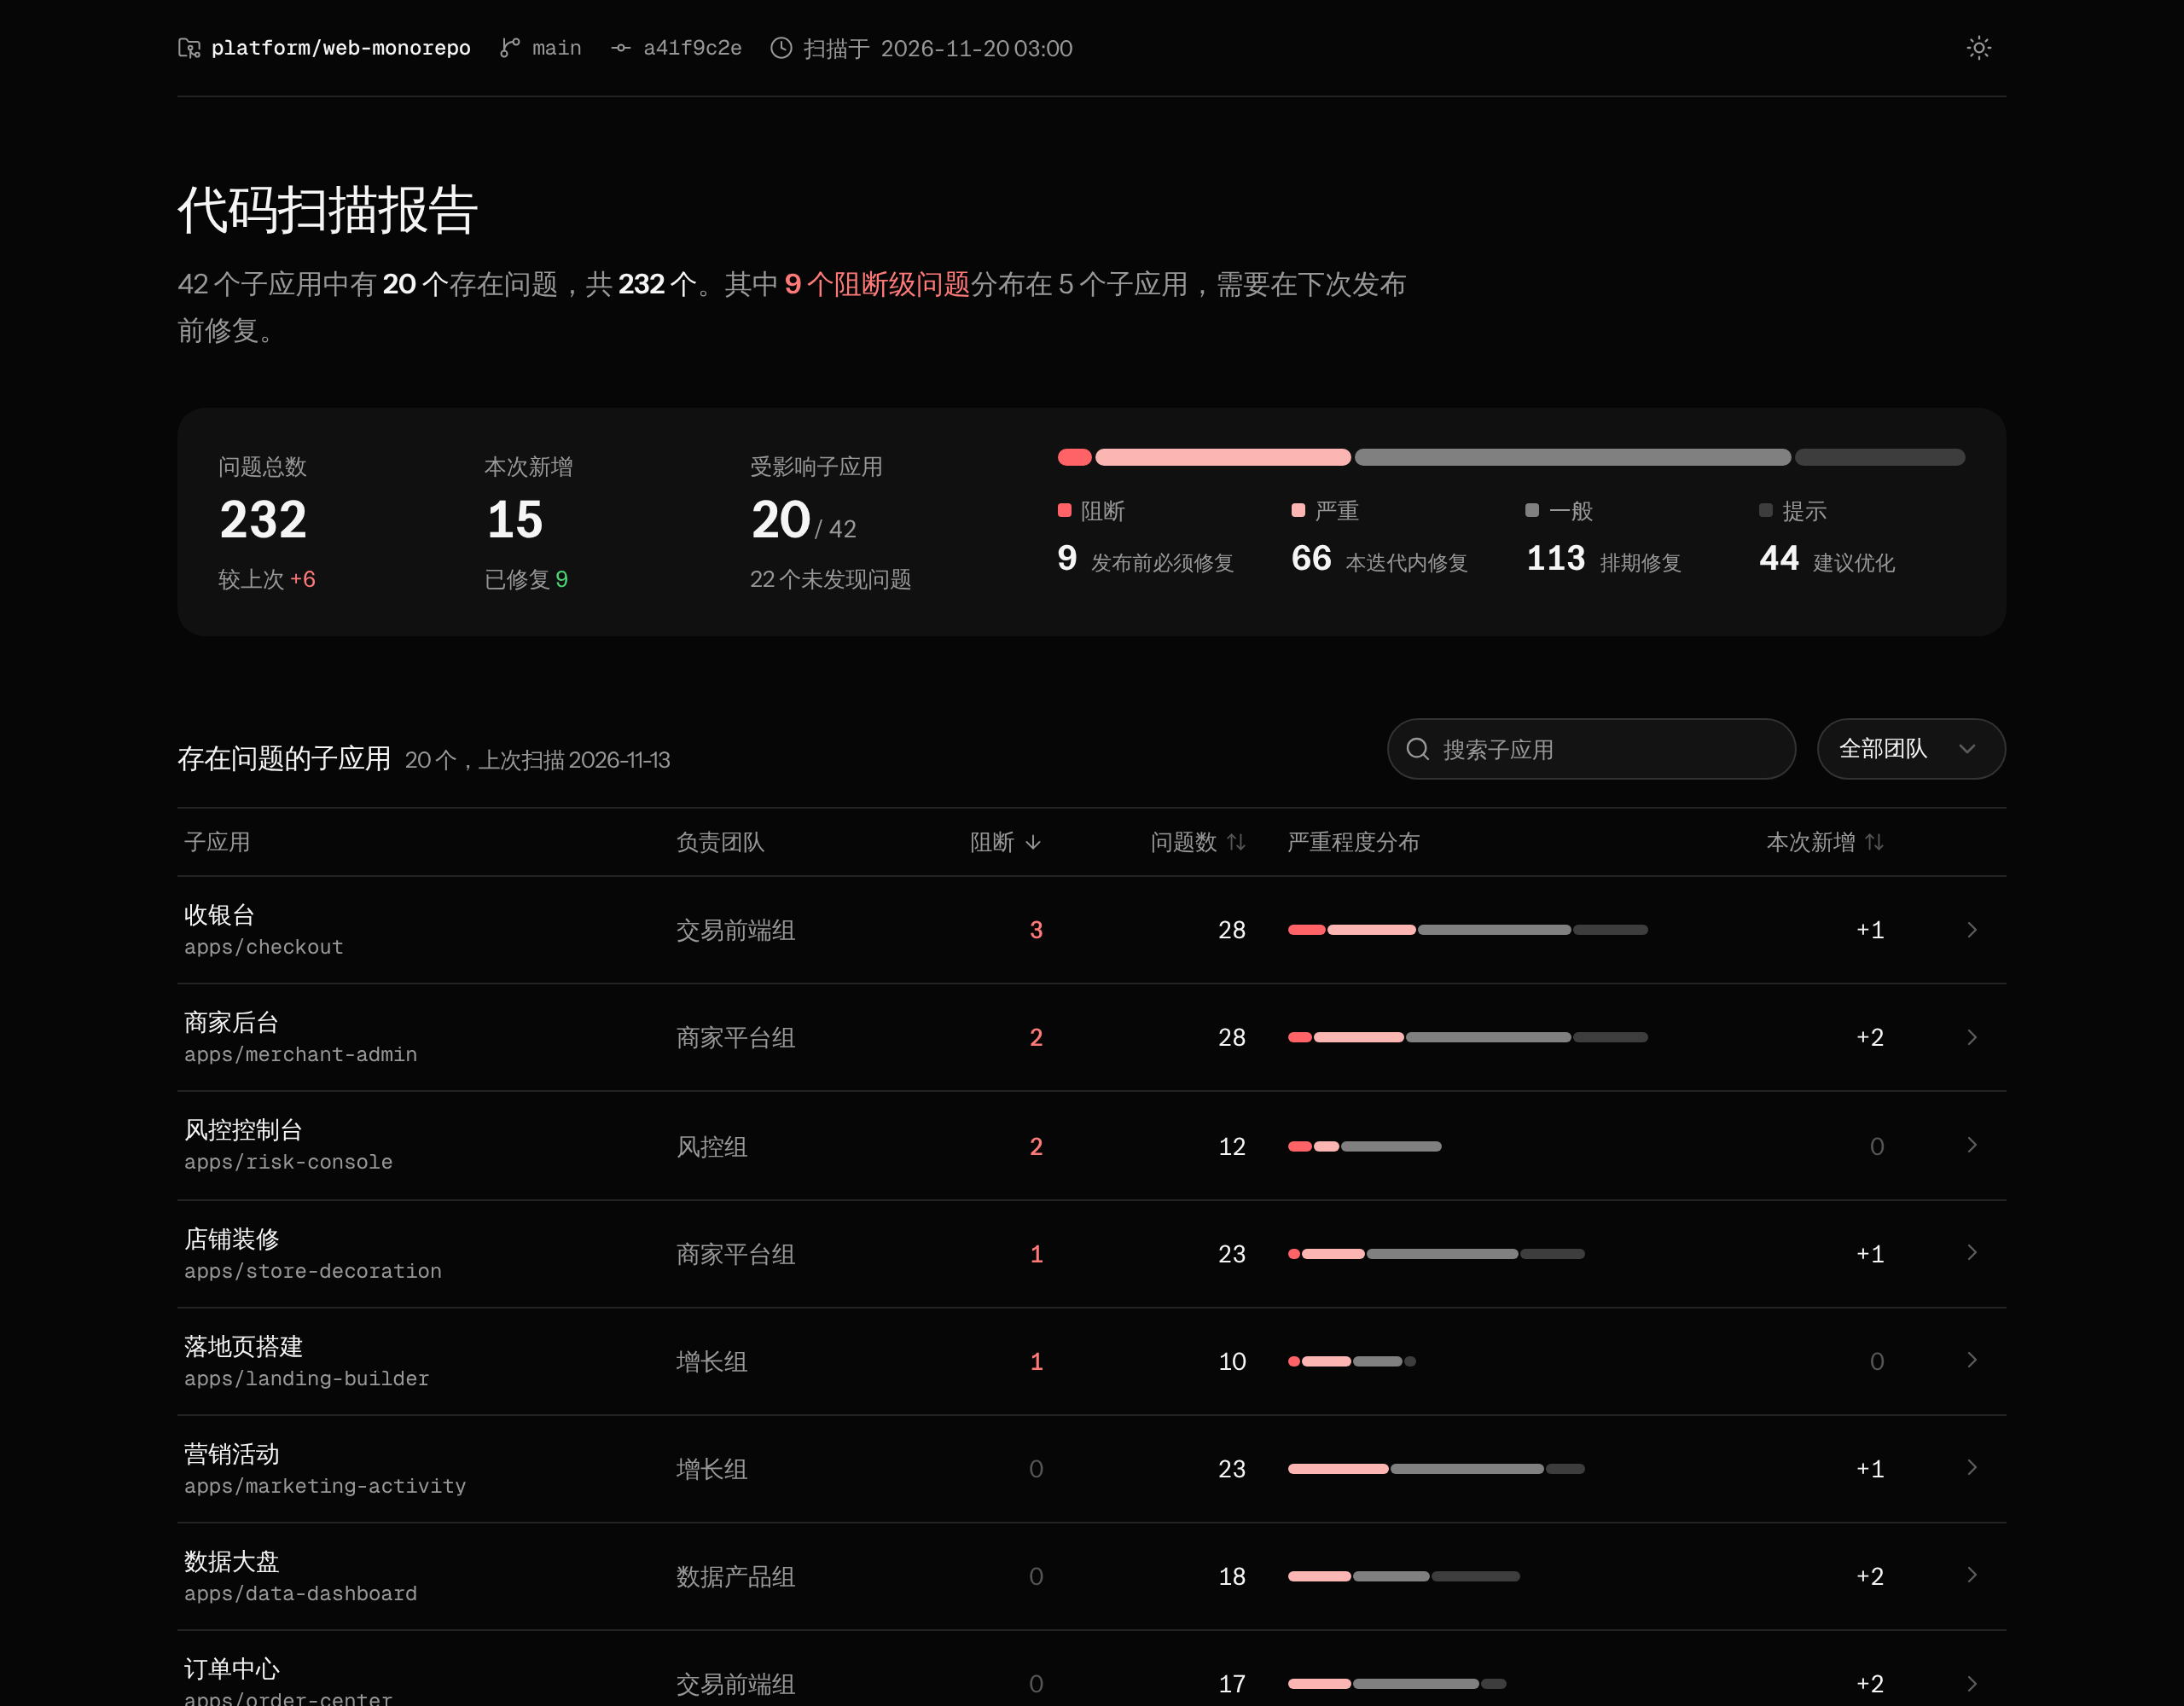 platform/web-monorepo main a41f9c2e 扫描于 2026-11-20 03:00
代码扫描报告
42 个子应用中有 20 个存在问题，共 232 个。其中 9 个阻断级问题分布在 5 个子应用，需要在下次发布
前修复。
问题总数 本次新增 受影响子应用
232 15 20 / 42
较上次 +6 已修复 9 22 个未发现问题
阻断 严重 一般 提示
9 发布前必须修复 66 本迭代内修复 113 排期修复 44 建议优化
存在问题的子应用 20 个，上次扫描 2026-11-13 搜索子应用 全部团队
子应用 负责团队 阻断 问题数 严重程度分布 本次新增
收银台
apps/checkout 交易前端组 3 28 +1
商家后台
apps/merchant-admin 商家平台组 2 28 +2
风控控制台
apps/risk-console 风控组 2 12 0
店铺装修
apps/store-decoration 商家平台组 1 23 +1
落地页搭建
apps/landing-builder 增长组 1 10 0
营销活动
apps/marketing-activity 增长组 0 23 +1
数据大盘
apps/data-dashboard 数据产品组 0 18 +2
订单中心
apps/order-center 交易前端组 0 17 +2